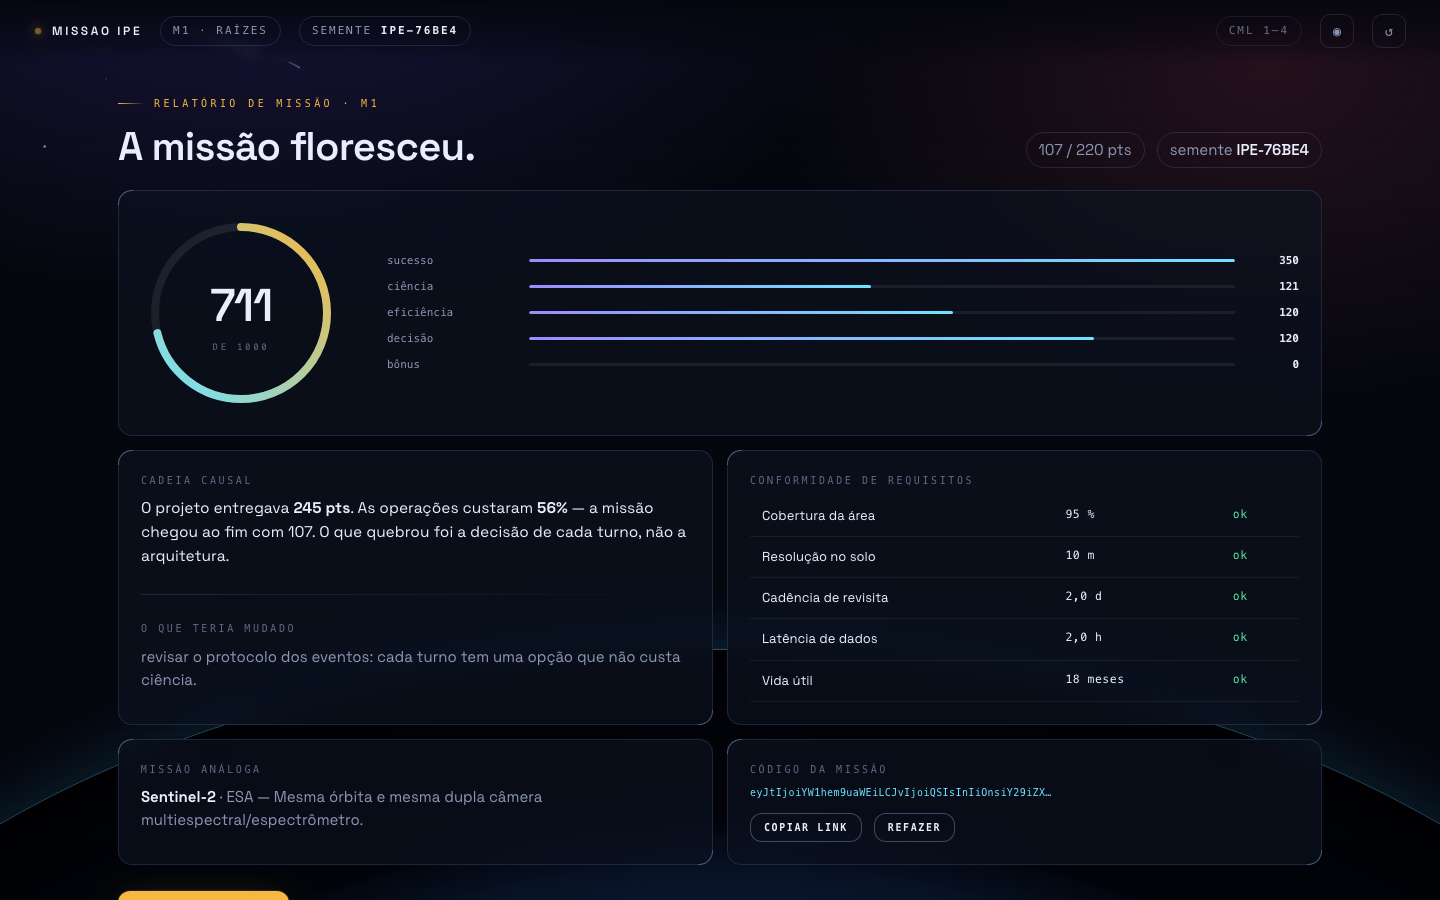 MISSAO IPE
M1 · RAÍZES
SEMENTE IPE-76BE4
CML 1-4
RELATÓRIO DE MISSÃO · M1
A missão floresceu.
107 / 220 pts
semente IPE-76BE4
711
DE 1000
sucesso 350
ciência 121
eficiência 120
decisão 120
bônus 0
CADEIA CAUSAL
O projeto entregava 245 pts. As operações custaram 56% — a missão
chegou ao fim com 107. O que quebrou foi a decisão de cada turno, não a
arquitetura.
O QUE TERIA MUDADO
revisar o protocolo dos eventos: cada turno tem uma opção que não custa
ciência.
CONFORMIDADE DE REQUISITOS
Cobertura da área 95 % ok
Resolução no solo 10 m ok
Cadência de revisita 2,0 d ok
Latência de dados 2,0 h ok
Vida útil 18 meses ok
MISSÃO ANÁLOGA
Sentinel-2 · ESA — Mesma órbita e mesma dupla câmera
multiespectral/espectrômetro.
CÓDIGO DA MISSÃO
eyJtIjoiYW1hem9uaWEiLCJvIjoiQSIsInIiOnsiY29iZX…
COPIAR LINK
REFAZER